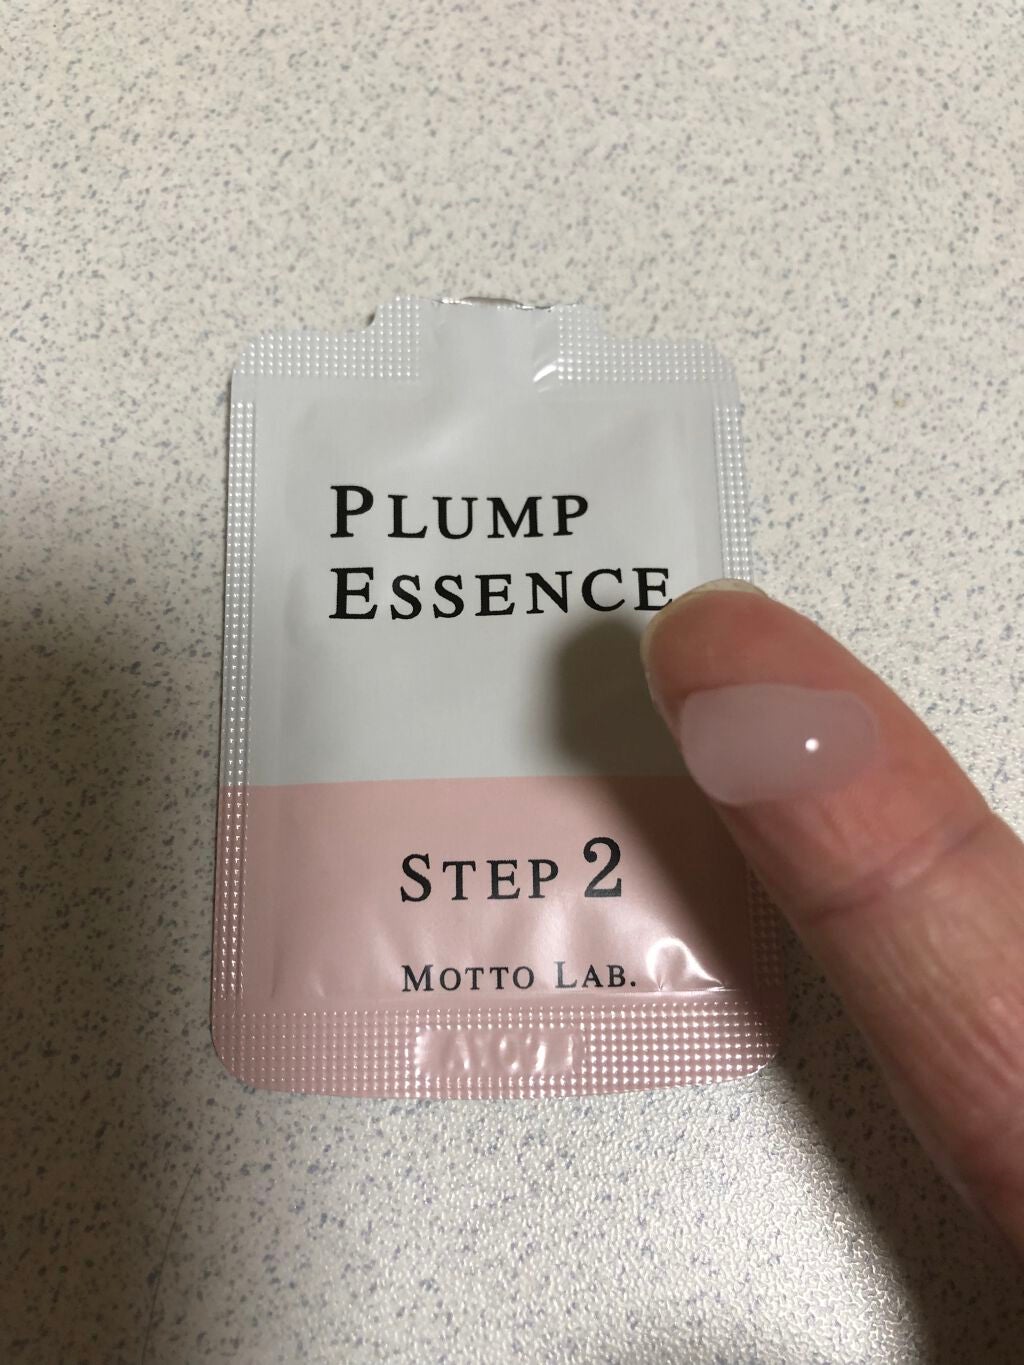 PLUMP
ESSENCE
STEP 2
MOTTO LAB.